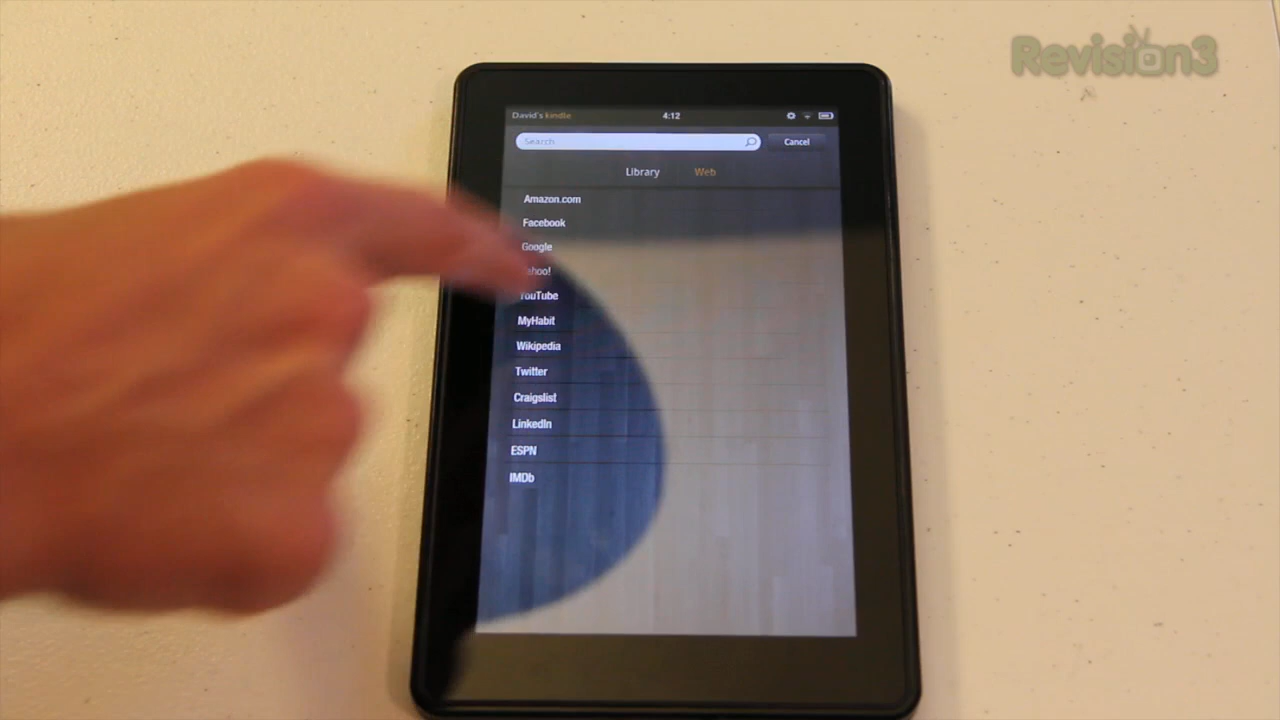 Revision3
David's kindle 4:12
Search Cancel
Library Web
Amazon.com
Facebook
Google
ahoo!
YouTube
MyHabit
Wikipedia
Twitter
Craigslist
LinkedIn
ESPN
IMDb